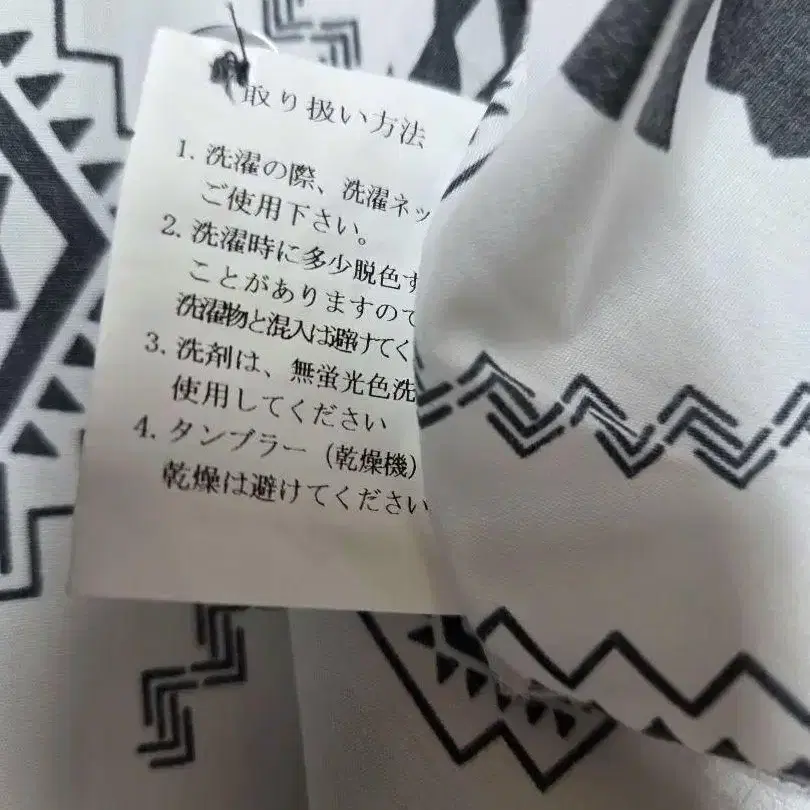 取り扱い方法
1. 洗濯の際、洗濯ネッ
ご使用下さい。
2. 洗濯時に多少脱色す
ことがありますので
洗濯物と混入は避けてく
3. 洗剤は、無蛍光色洗
使用してください
4. タンブラー（乾燥機）
乾燥は避けてください